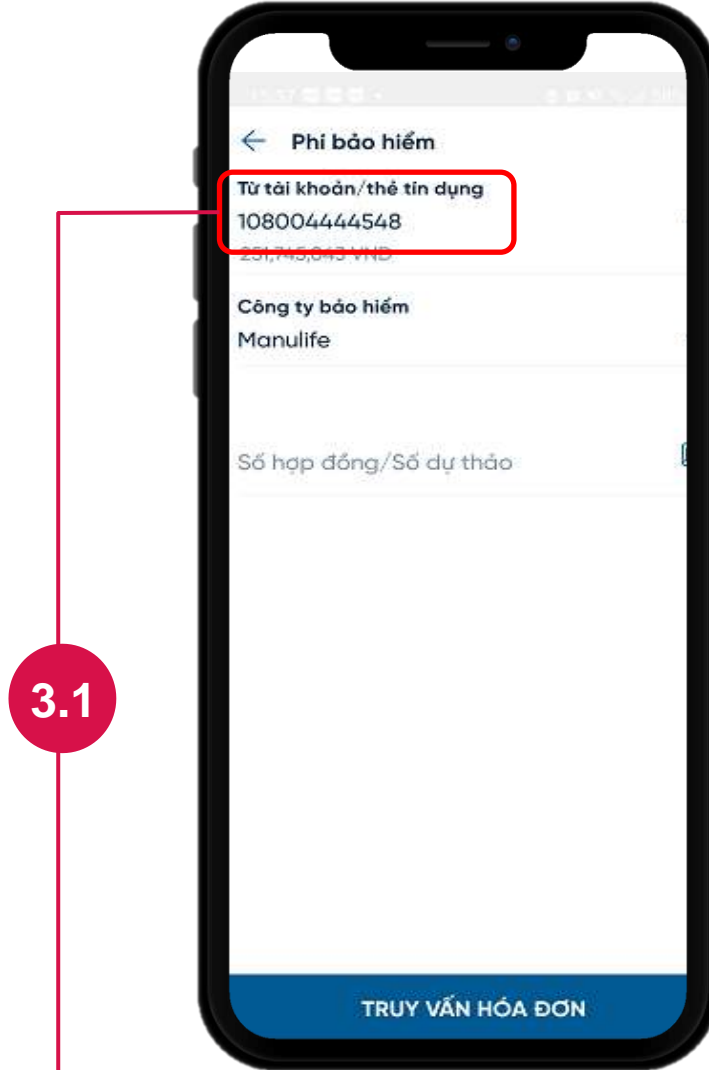 Phí bảo hiểm
Từ tài khoản/thẻ tín dụng
108004444548
Công ty bảo hiểm
Manulife
Số hợp đồng/Số dự thảo
3.1
TRUY VẤN HÓA ĐƠN